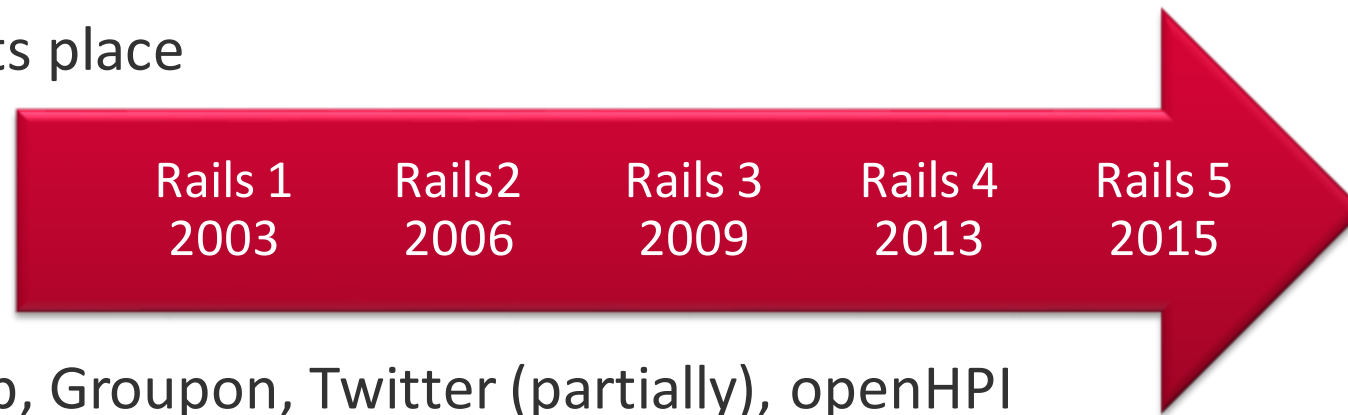 ts place
Rails 1 Rails2 Rails 3 Rails 4 Rails 5
2003 2006 2009 2013 2015
, Groupon, Twitter (partially), openHPI